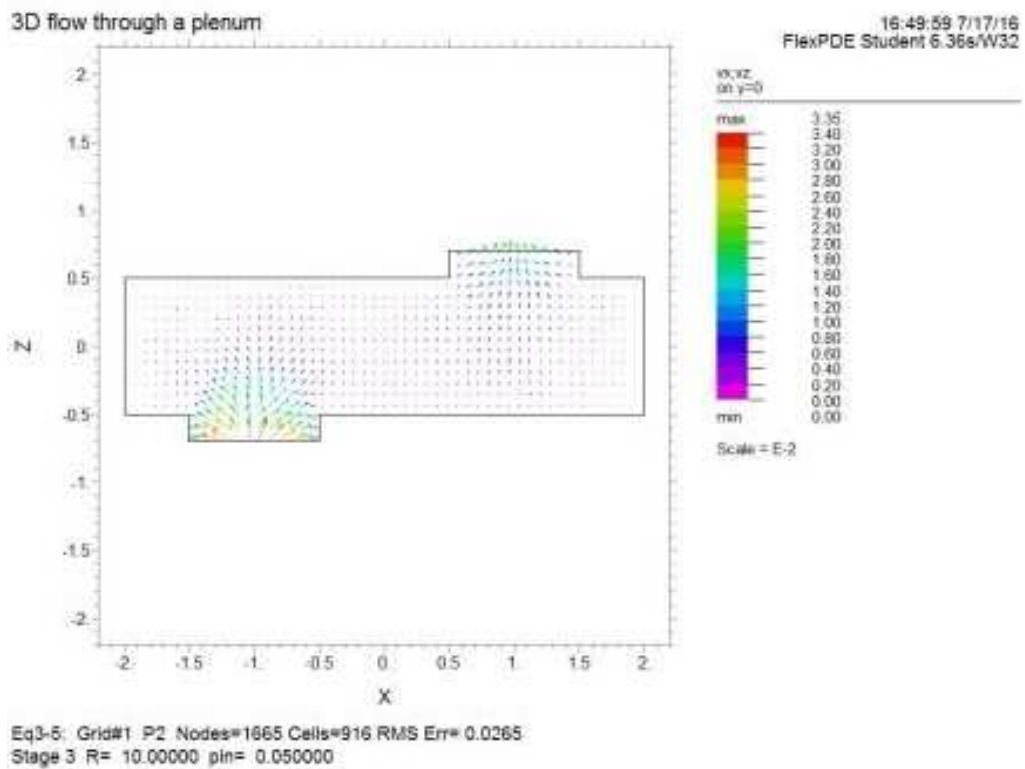 3D flow through a plenum
16:49:59 7/17/16
FlexPDE Student 6.36s/W32
vx,vz
on y=0
max 3.35
3.40
3.20
3.00
2.80
2.60
2.40
2.20
2.00
1.80
1.60
1.40
1.20
1.00
0.80
0.60
0.40
0.20
0.00
min 0.00
Scale = E-2
2.
1.5
1.
0.5
0.
-0.5
-1.
-1.5
-2.
Z
-2. -1.5 -1. -0.5 0. 0.5 1. 1.5 2.
X
Eq3-5: Grid#1 P2 Nodes=1665 Cells=916 RMS Err= 0.0265
Stage 3 R= 10.00000 pin= 0.050000